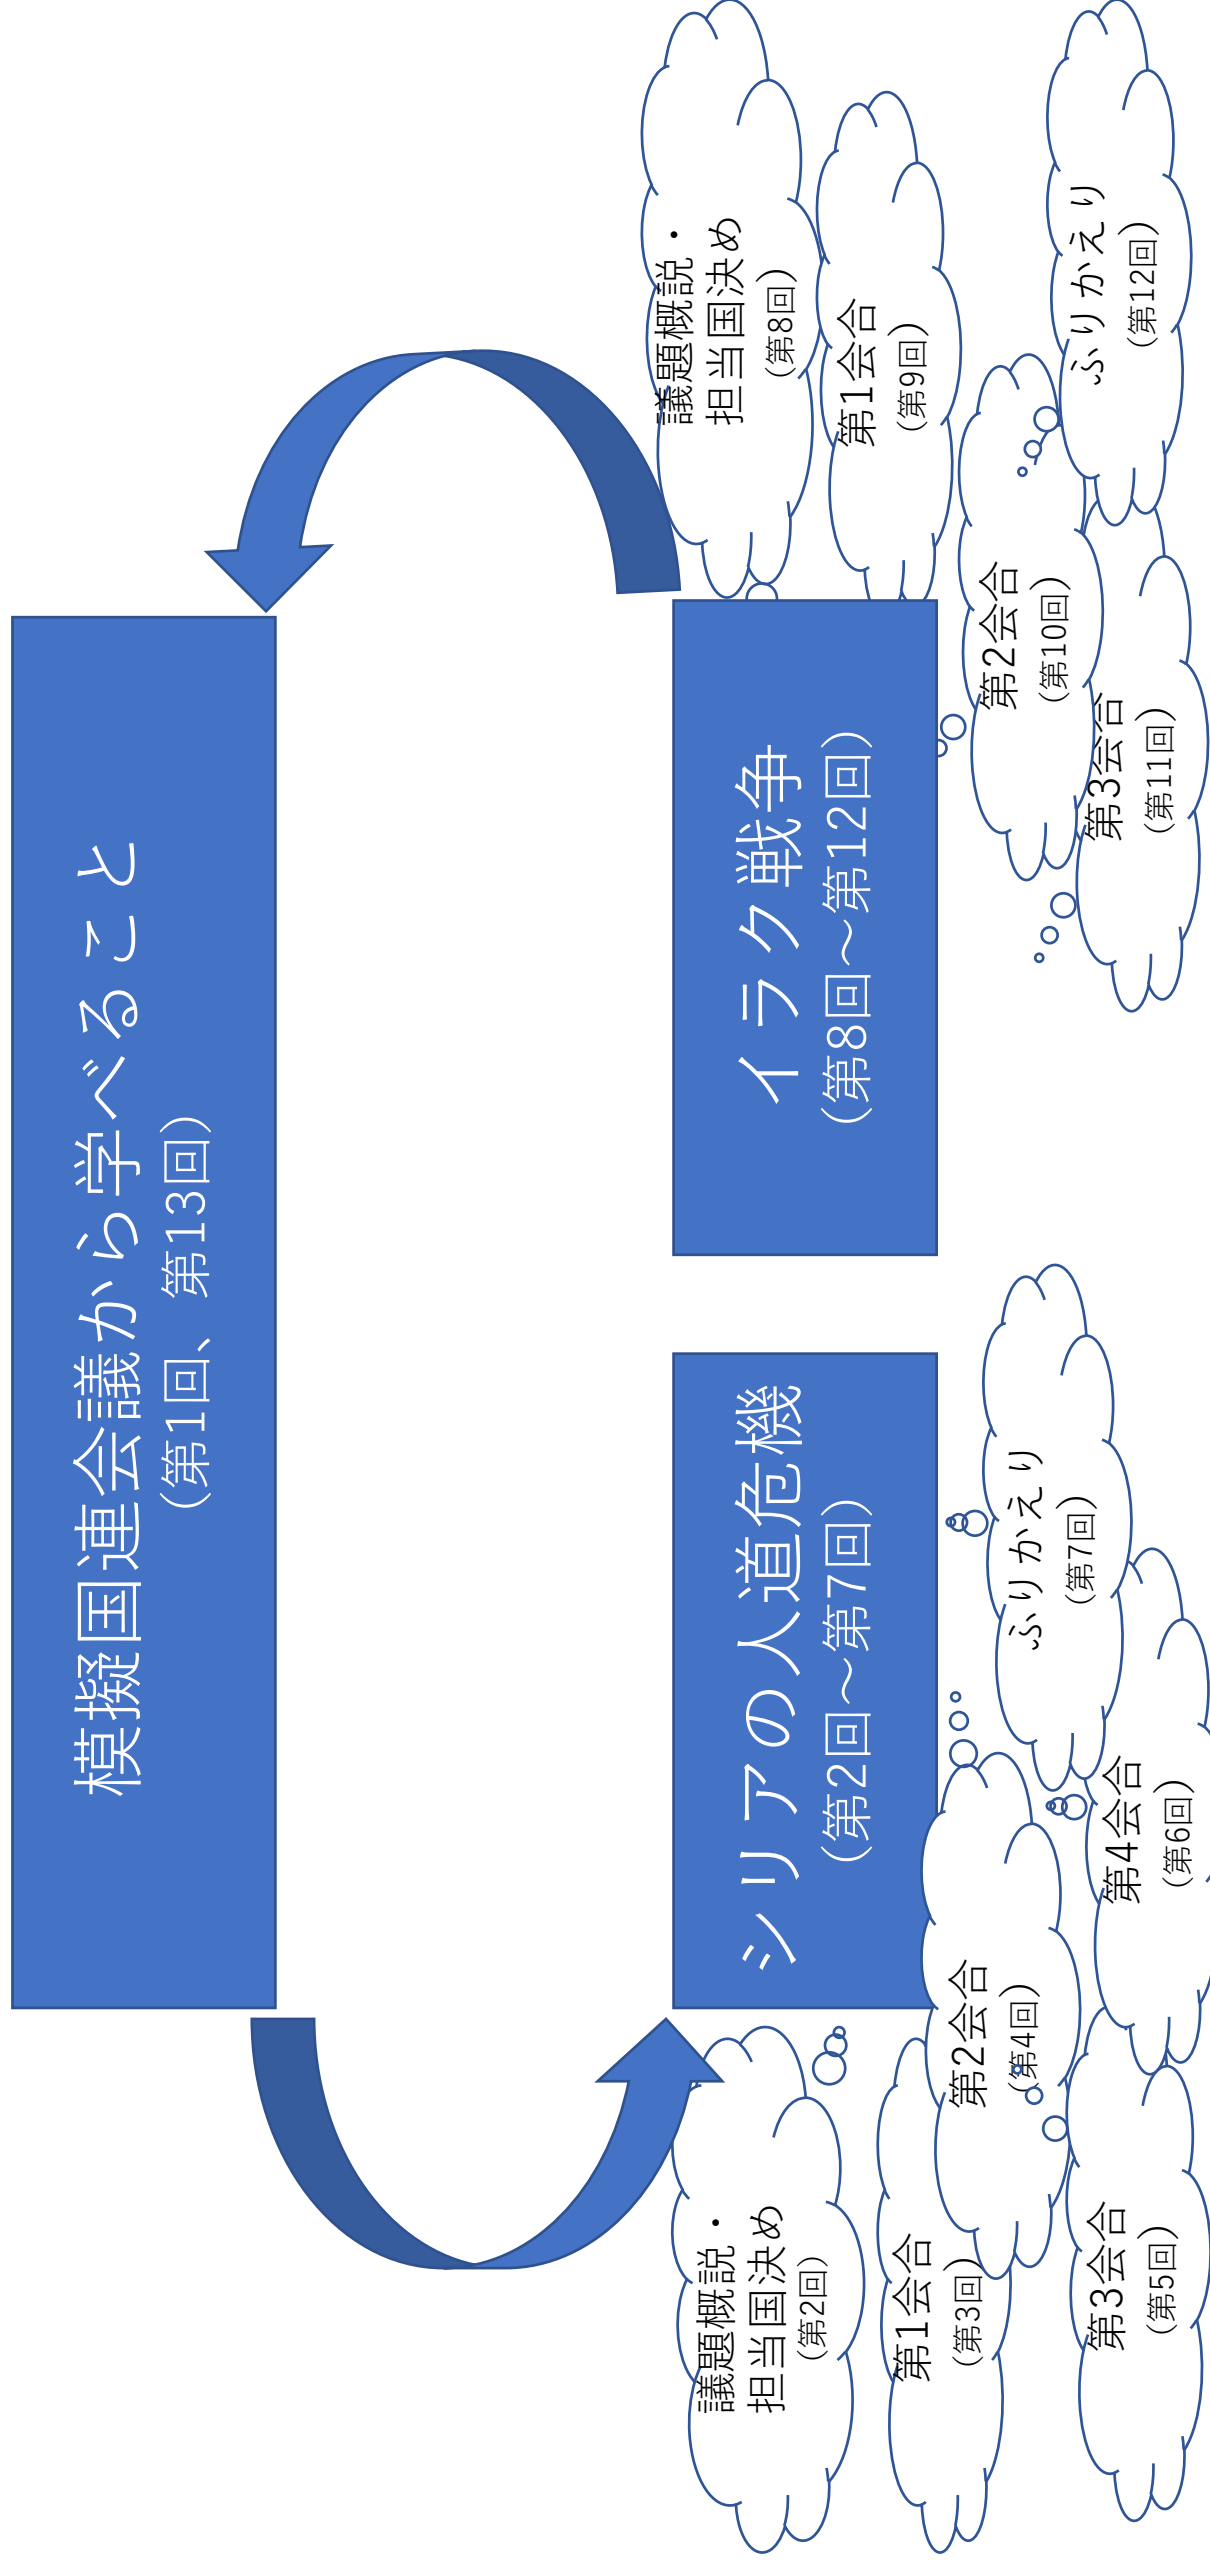 模擬国連会議から学べること
（第1回、第13回）
シリアの人道危機
（第2回～第7回）
イラク戦争
（第8回～第12回）
議題概説・
担当国決め
（第2回）
第1会合
（第3回）
第2会合
（第4回）
第3会合
（第5回）
第4会合
（第6回）
ふりかえり
（第7回）
議題概説・
担当国決め
（第8回）
第1会合
（第9回）
第2会合
（第10回）
第3会合
（第11回）
ふりかえり
（第12回）